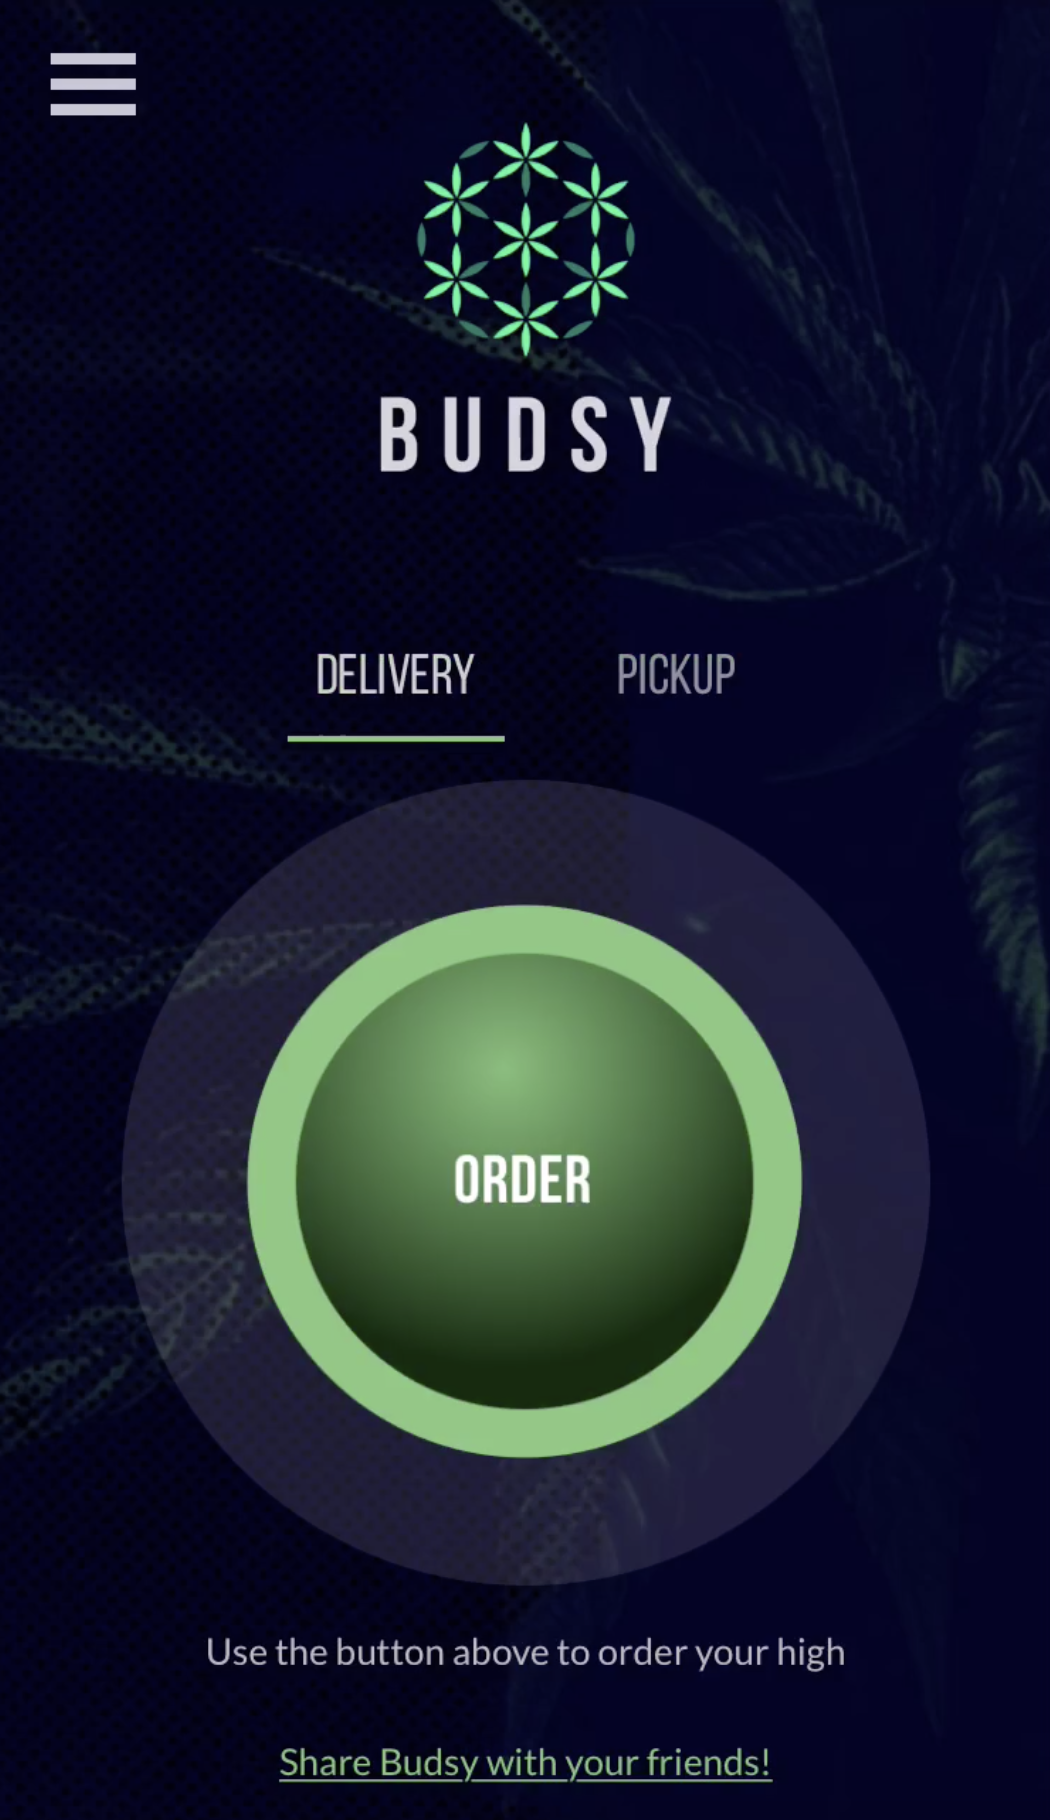 BUDSY
DELIVERY PICKUP
ORDER
Use the button above to order your high
Share Budsy with your friends!